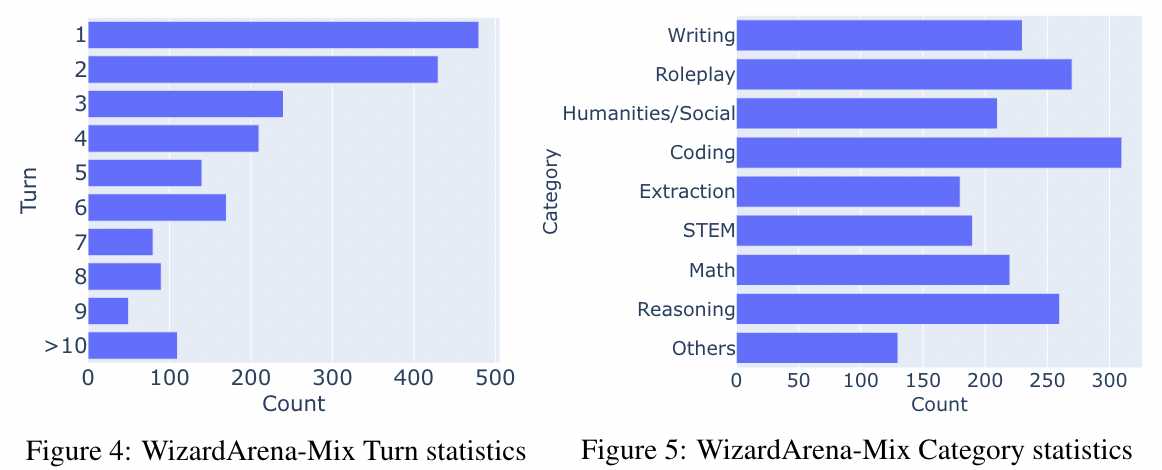 1
2
3
4
5
6
7
8
9
>10
Turn
0 100 200 300 400 500
Count
Figure 4: WizardArena-Mix Turn statistics
Writing
Roleplay
Humanities/Social
Coding
Extraction
STEM
Math
Reasoning
Others
Category
0 50 100 150 200 250 300
Count
Figure 5: WizardArena-Mix Category statistics